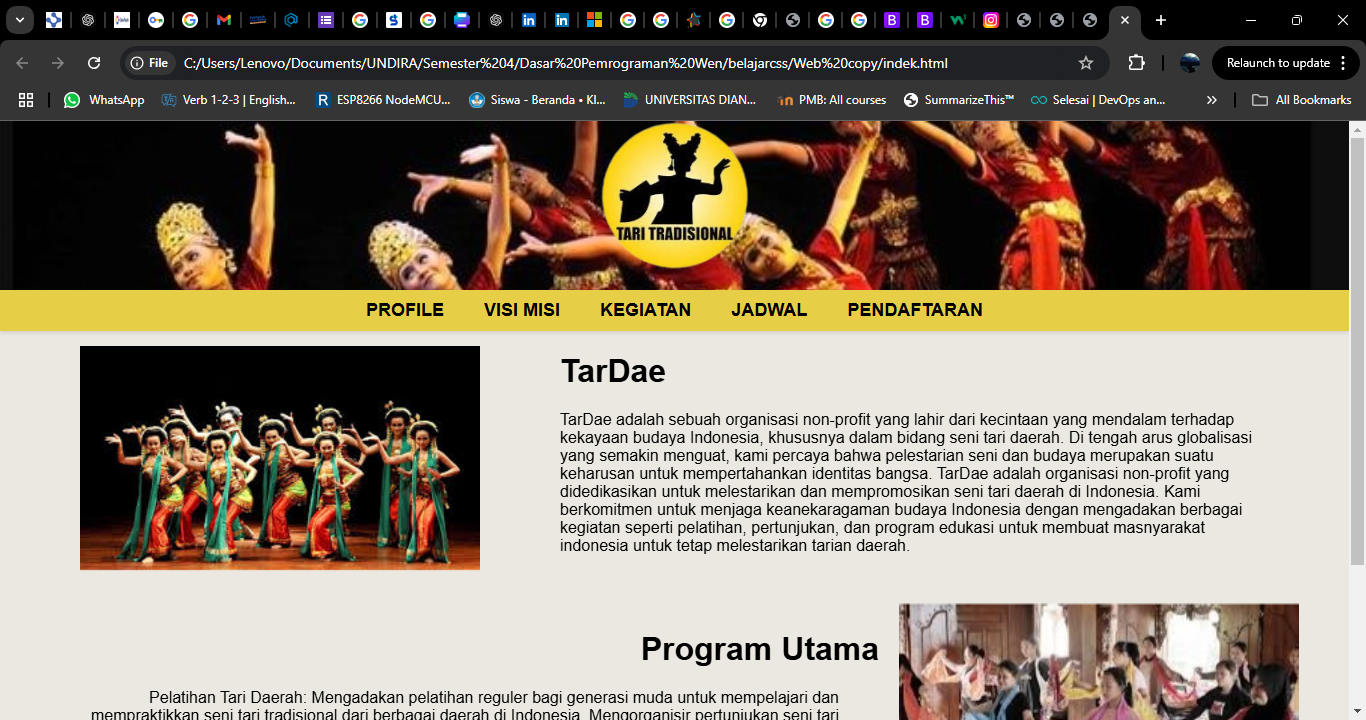 File C:/Users/Lenovo/Documents/UNDIRA/Semester%204/Dasar%20Pemrograman%20Wen/belajarcss/Web%20copy/indek.html Relaunch to update
WhatsApp Verb 1-2-3 | English... ESP8266 NodeMCU... Siswa - Beranda • Kl... UNIVERSITAS DIAN... PMB: All courses SummarizeThis™ Selesai | DevOps an... » All Bookmarks
TARI TRADISIONAL
PROFILE VISI MISI KEGIATAN JADWAL PENDAFTARAN
TarDae
TarDae adalah sebuah organisasi non-profit yang lahir dari kecintaan yang mendalam terhadap
kekayaan budaya Indonesia, khususnya dalam bidang seni tari daerah. Di tengah arus globalisasi
yang semakin menguat, kami percaya bahwa pelestarian seni dan budaya merupakan suatu
keharusan untuk mempertahankan identitas bangsa. TarDae adalah organisasi non-profit yang
didedikasikan untuk melestarikan dan mempromosikan seni tari daerah di Indonesia. Kami
berkomitmen untuk menjaga keanekaragaman budaya Indonesia dengan mengadakan berbagai
kegiatan seperti pelatihan, pertunjukan, dan program edukasi untuk membuat masnyarakat
indonesia untuk tetap melestarikan tarian daerah.
Program Utama
Pelatihan Tari Daerah: Mengadakan pelatihan reguler bagi generasi muda untuk mempelajari dan
mempraktikkan seni tari tradisional dari berbagai daerah di Indonesia. Mengorganisir pertunjukan seni tari